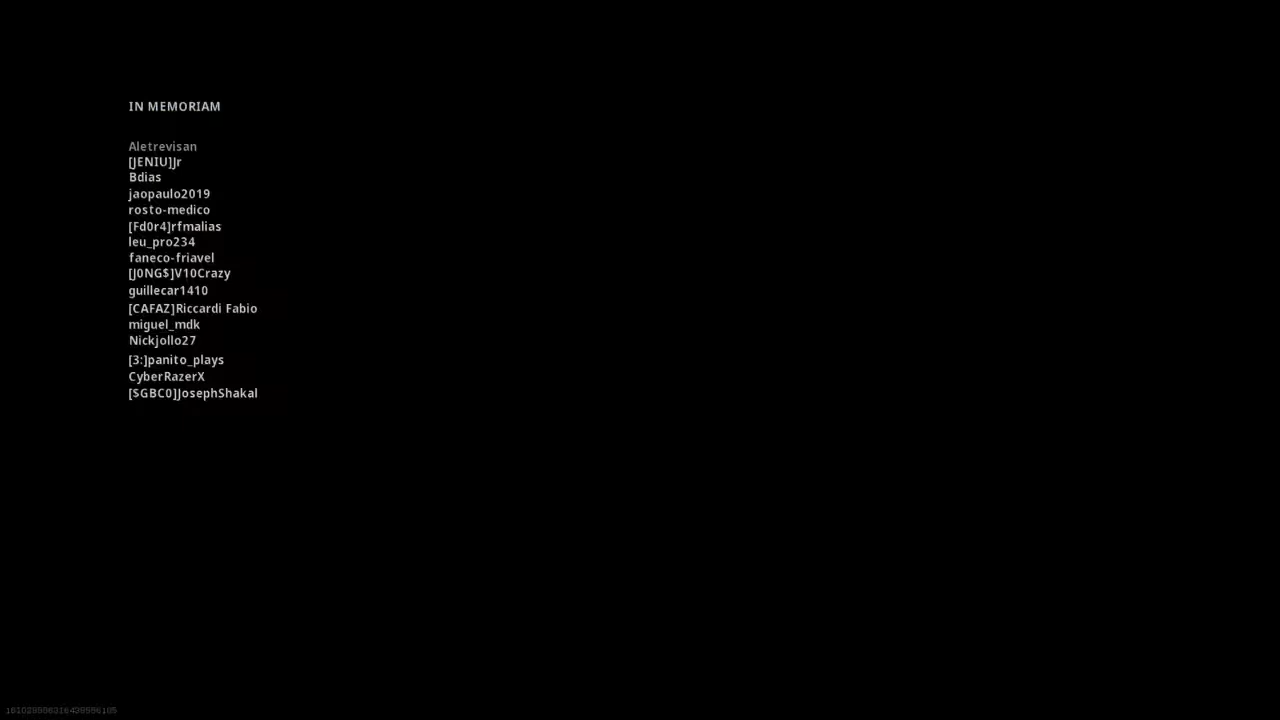 IN MEMORIAM
Aletrevisan
[JENIU]Jr
Bdias
jaopaulo2019
rosto-medico
[Fd0r4]rfmalias
leu_pro234
faneco-friavel
[J0NG$]V10Crazy
guillecar1410
[CAFAZ]Riccardi Fabio
miguel_mdk
Nickjollo27
[3:]panito_plays
CyberRazerX
[$GBC0]JosephShakal